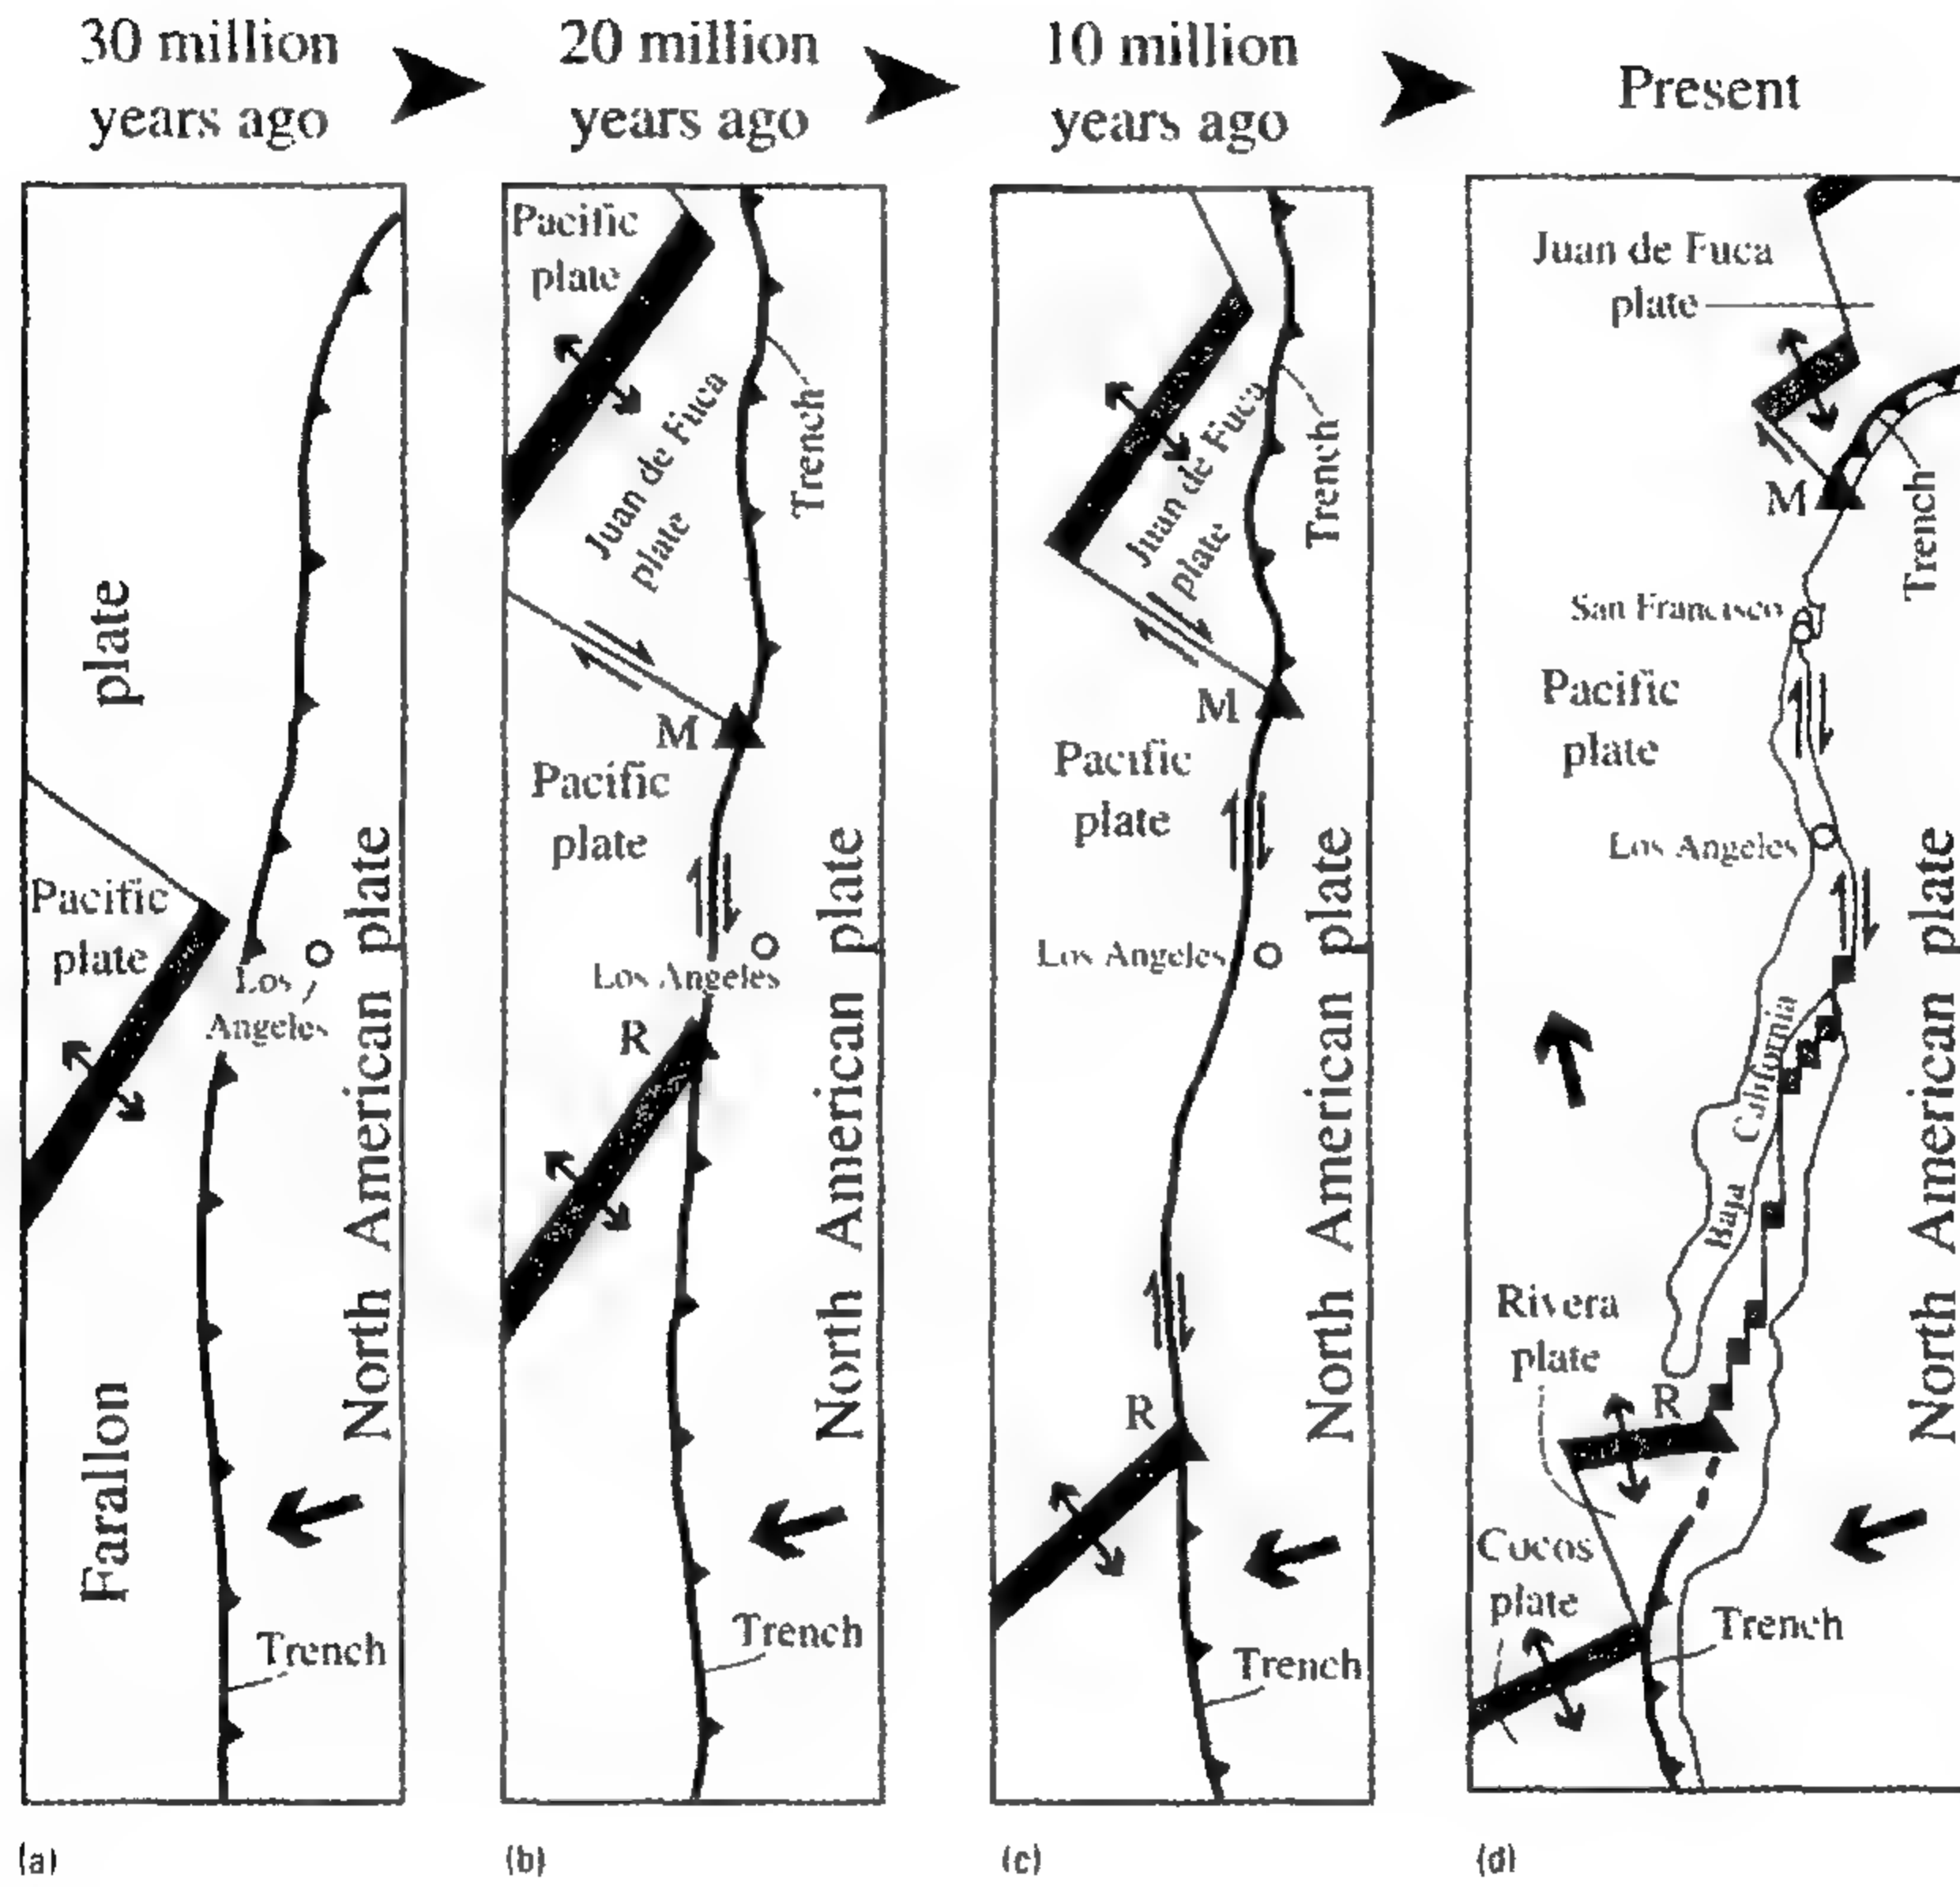 30 million
years ago
20 million
years ago
10 million
years ago
Present
plate
Pacific
plate
Los
Angeles
North American plate
Farallon
Trench
(a)
Pacific
plate
Juan de Fuca
plate
Trench
M
Pacific
plate
Los Angeles
R
North American plate
Trench
(b)
Juan de Fuca
plate
Trench
M
Pacific
plate
Los Angeles
North American plate
R
Trench
(c)
Juan de Fuca
plate
M
Trench
San Francisco
Pacific
plate
Los Angeles
North American plate
Baja California
Rivera
plate
R
Cocos
plate
Trench
(d)